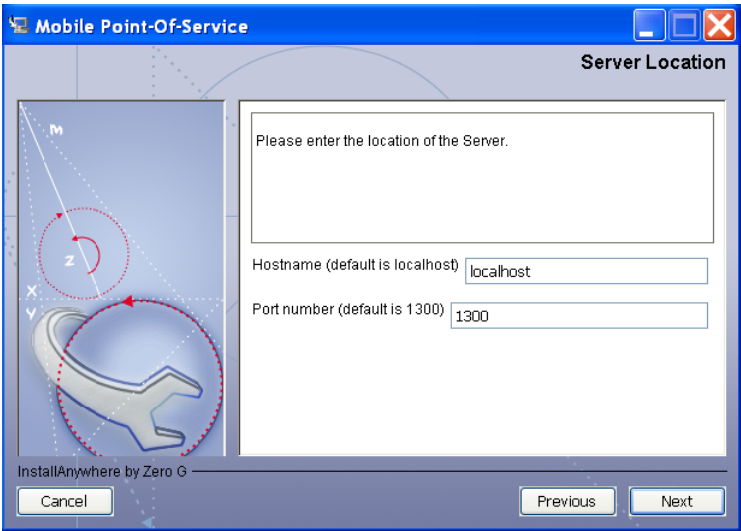 Mobile Point-Of-Service
Server Location
M
Z
X
Y
Please enter the location of the Server.
Hostname (default is localhost) localhost
Port number (default is 1300) 1300
InstallAnywhere by Zero G
Cancel Previous Next